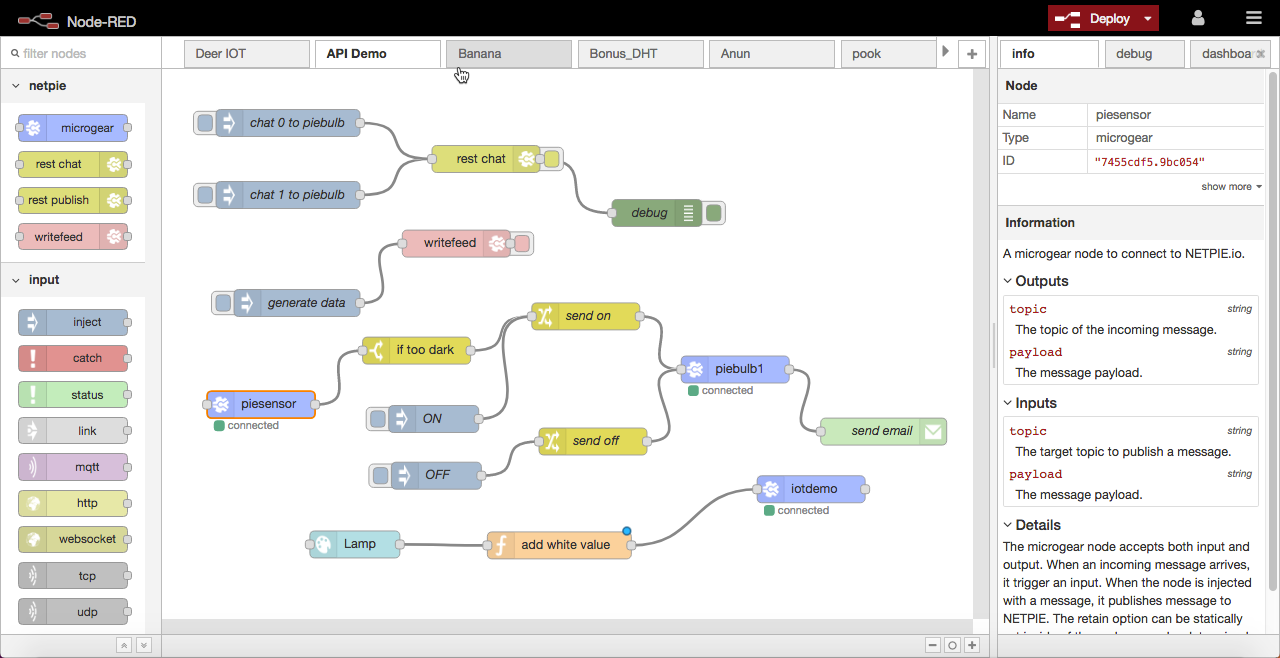 Node-RED
Deploy
filter nodes
Deer IOT
API Demo
Banana
Bonus_DHT
Anun
pook
info
debug
netpie
microgear
rest chat
rest publish
writefeed
input
inject
catch
status
link
mqtt
http
websocket
tcp
udp
chat 0 to piebulb
rest chat
chat 1 to piebulb
debug
writefeed
generate data
send on
if too dark
piebulb1
connected
piesensor
connected
ON
send email
send off
OFF
iotdemo
connected
Lamp
add white value
Node
Name piesensor
Type microgear
ID "7455cdf5.9bc054"
show more
Information
A microgear node to connect to NETPIE.io.
Outputs
topic string
The topic of the incoming message.
payload string
The message payload.
Inputs
topic string
The target topic to publish a message.
payload string
The message payload.
Details
The microgear node accepts both input and
output. When an incoming message arrives,
it trigger an input. When the node is injected
with a message, it publishes message to
NETPIE. The retain option can be statically